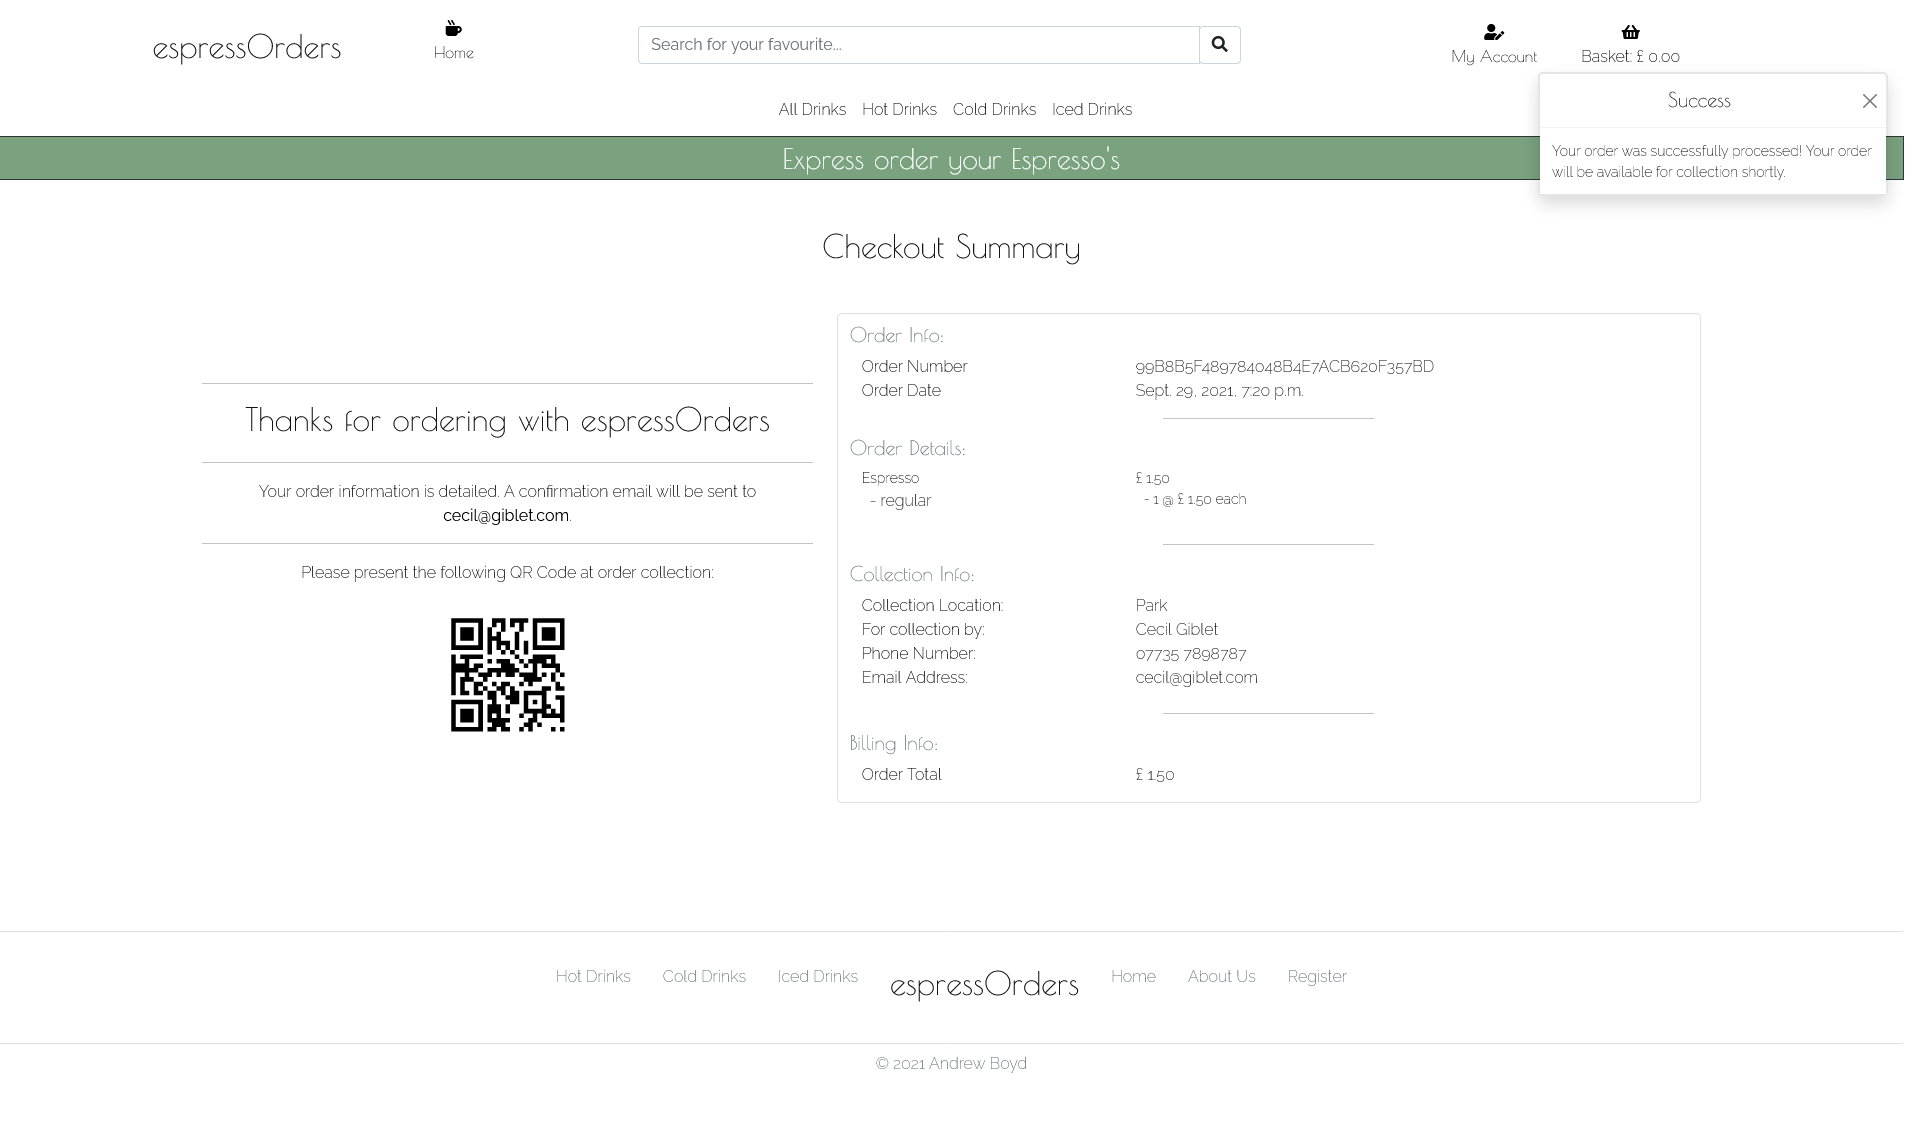 espressOrders
Home
Search for your favourite...
My Account
Basket: £ 0.00
All Drinks Hot Drinks Cold Drinks Iced Drinks
Express order your Espresso's
Success
Your order was successfully processed! Your order
will be available for collection shortly.
Checkout Summary
Thanks for ordering with espressOrders
Your order information is detailed. A confirmation email will be sent to
cecil@giblet.com.
Please present the following QR Code at order collection:
Order Info:
Order Number 99B8B5F489784048B4E7ACB620F357BD
Order Date Sept. 29, 2021, 7:20 p.m.
Order Details:
Espresso £ 1.50
- regular - 1 @ £ 1.50 each
Collection Info:
Collection Location: Park
For collection by: Cecil Giblet
Phone Number: 07735 7898787
Email Address: cecil@giblet.com
Billing Info:
Order Total £ 1.50
Hot Drinks Cold Drinks Iced Drinks espressOrders Home About Us Register
© 2021 Andrew Boyd